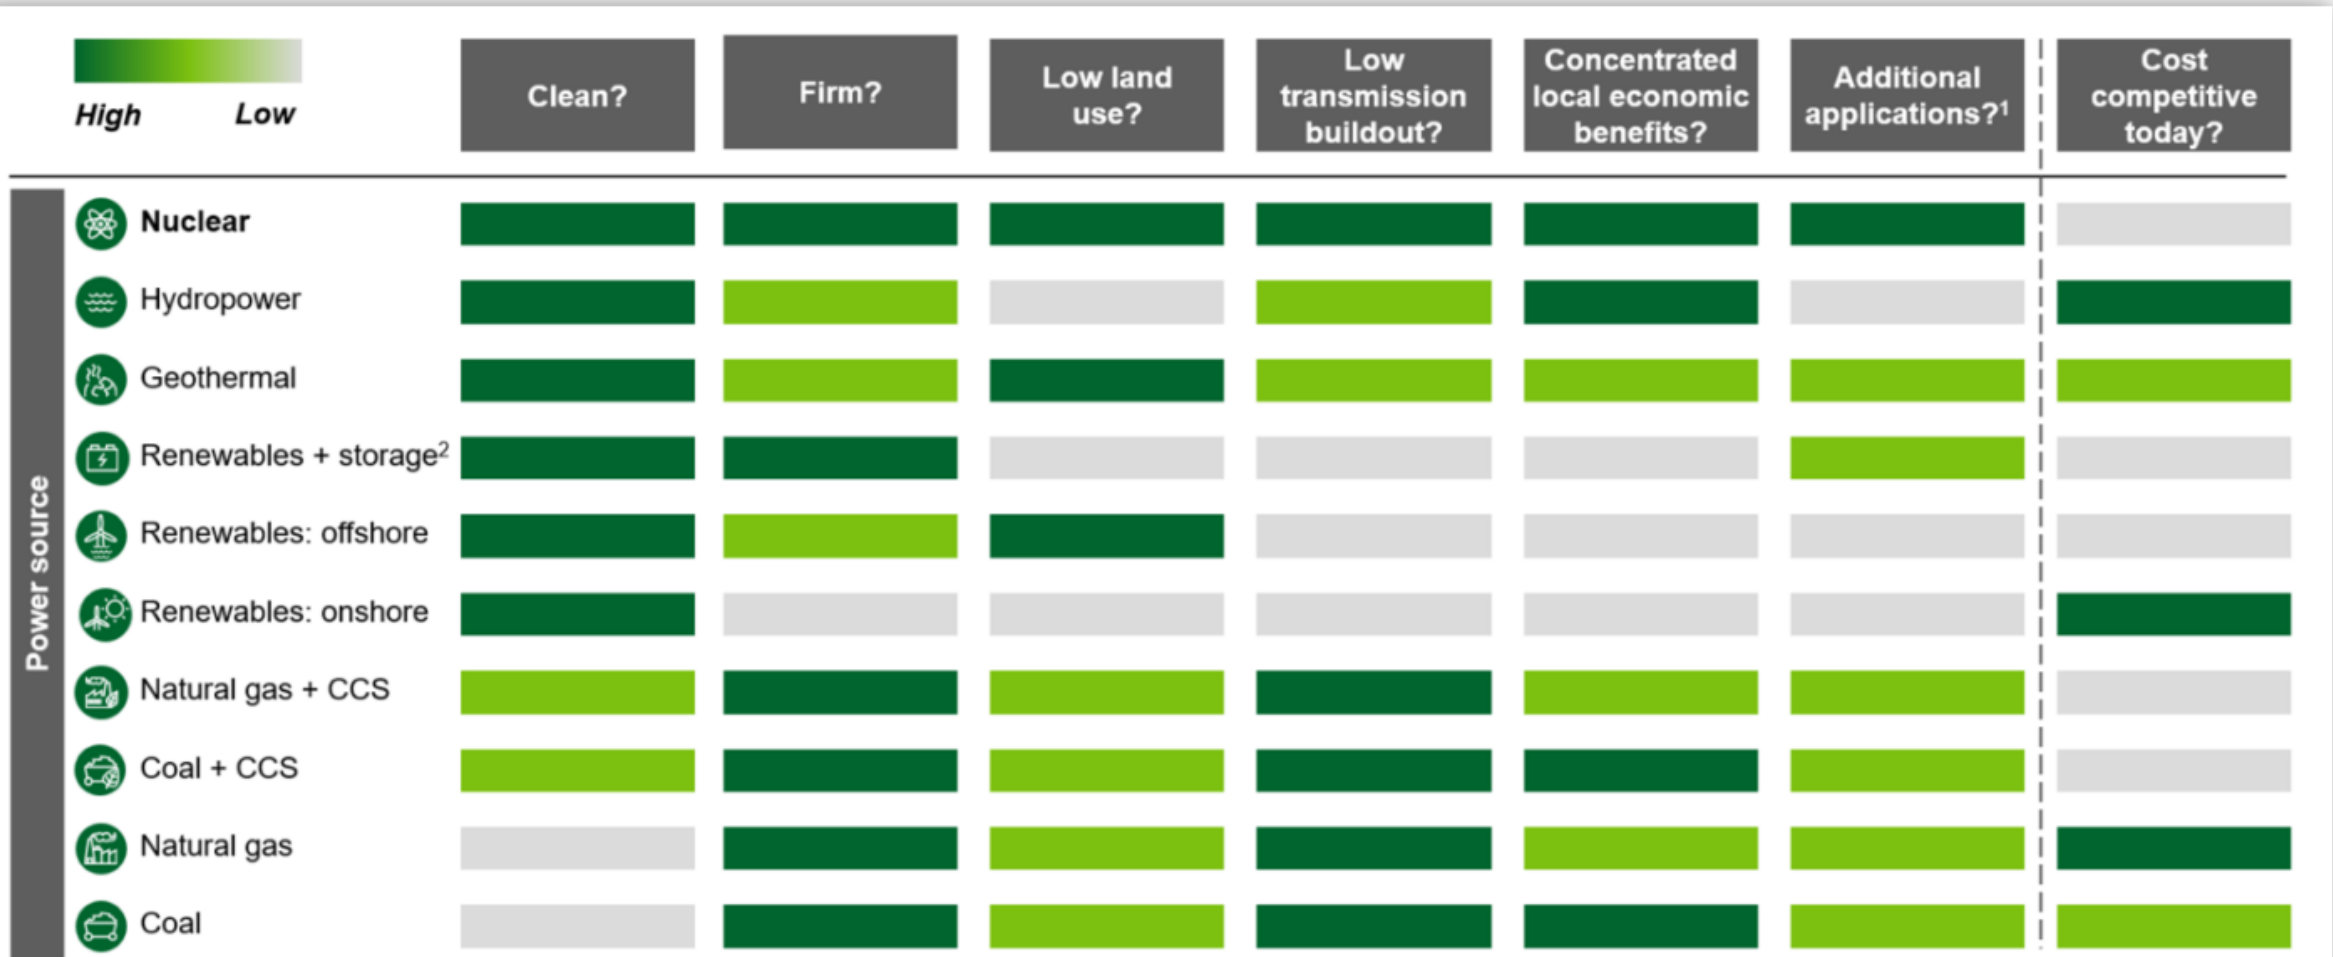 High
Low
Clean?
Firm?
Low land
use?
Low
transmission
buildout?
Concentrated
local economic
benefits?
Additional
applications?¹
Cost
competitive
today?
Power source
Nuclear
Hydropower
Geothermal
Renewables + storage²
Renewables: offshore
Renewables: onshore
Natural gas + CCS
Coal + CCS
Natural gas
Coal